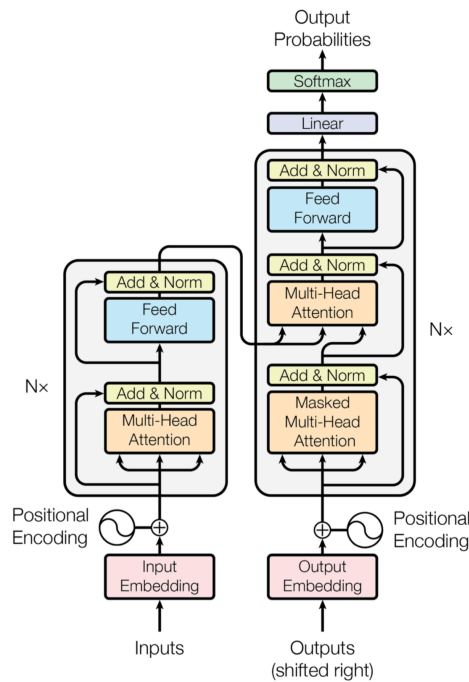 Output
Probabilities
Softmax
Linear
Add & Norm
Feed
Forward
Add & Norm
Multi-Head
Attention
Add & Norm
Masked
Multi-Head
Attention
N×
Add & Norm
Feed
Forward
Add & Norm
Multi-Head
Attention
N×
Positional
Encoding
Positional
Encoding
Input
Embedding
Output
Embedding
Inputs
Outputs
(shifted right)